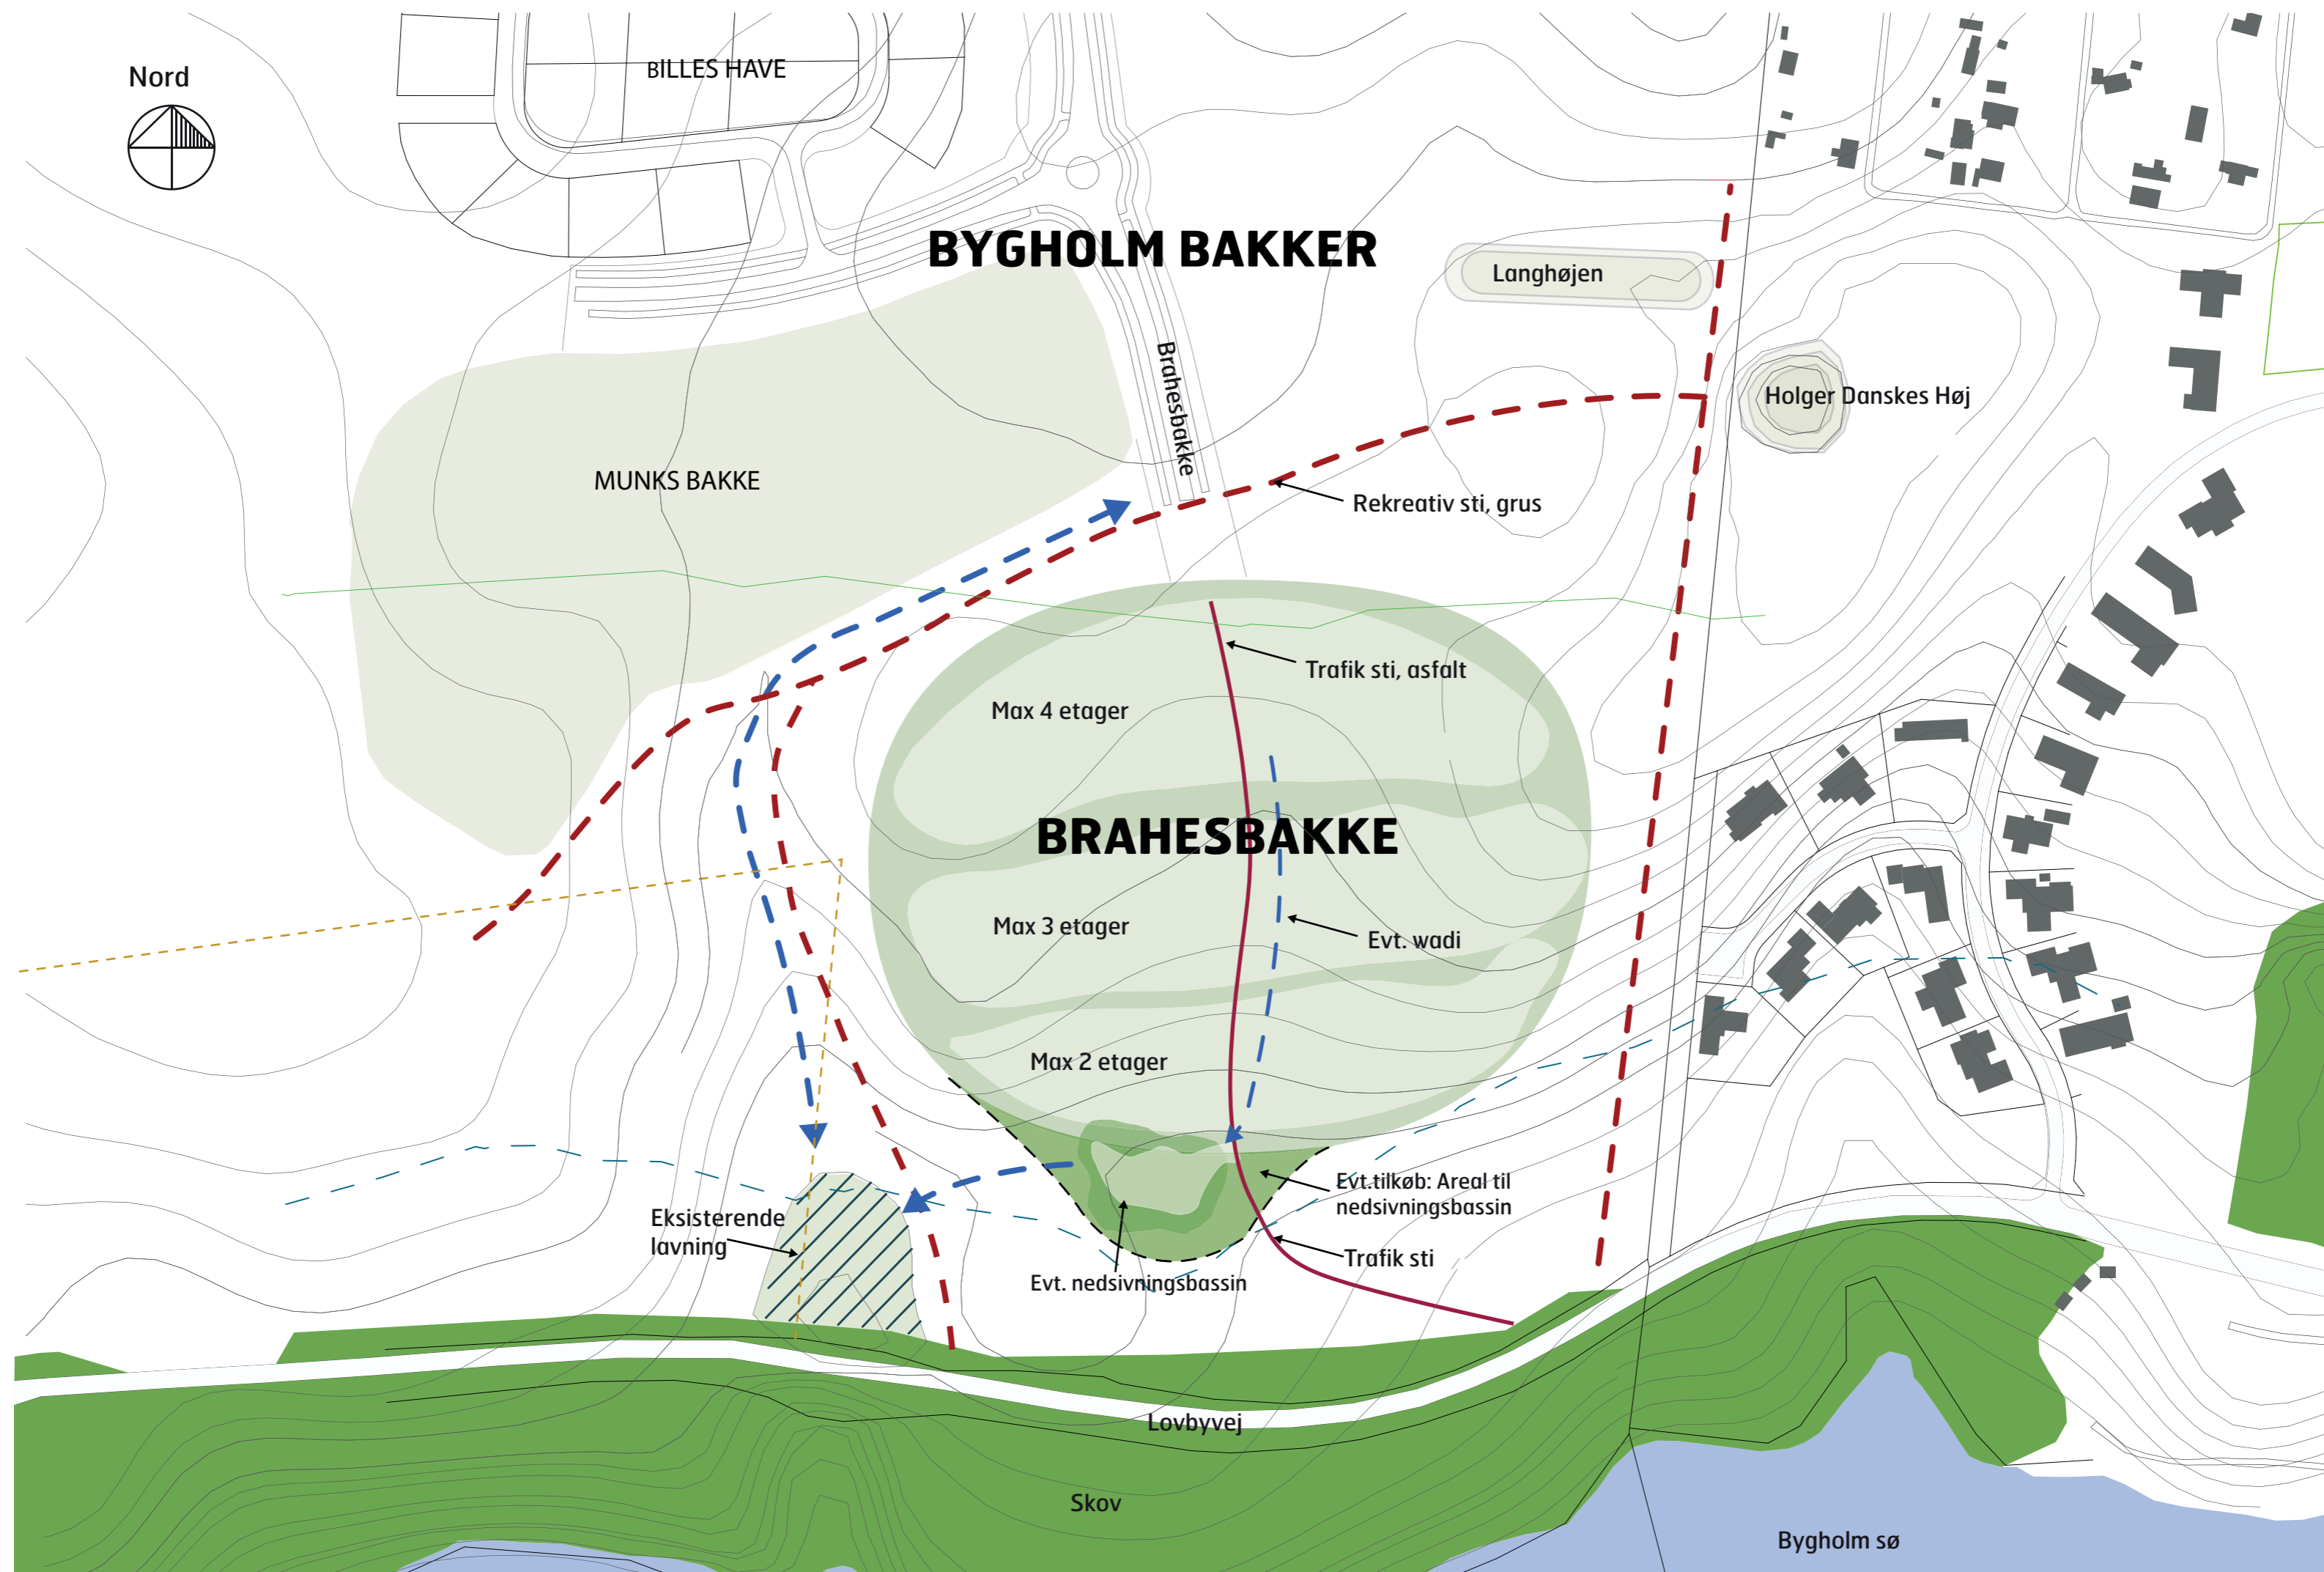 Nord
BILLES HAVE
BYGHOLM BAKKER
Langhøjen
Brahesbakke
Holger Danskes Høj
MUNKS BAKKE
Rekreativ sti, grus
Trafik sti, asfalt
Max 4 etager
BRAHESBAKKE
Max 3 etager
Evt. wadi
Max 2 etager
Evt.tilkøb: Areal til
nedsivningsbassin
Eksisterende
lavning
Trafik sti
Evt. nedsivningsbassin
Lovbyvej
Skov
Bygholm sø